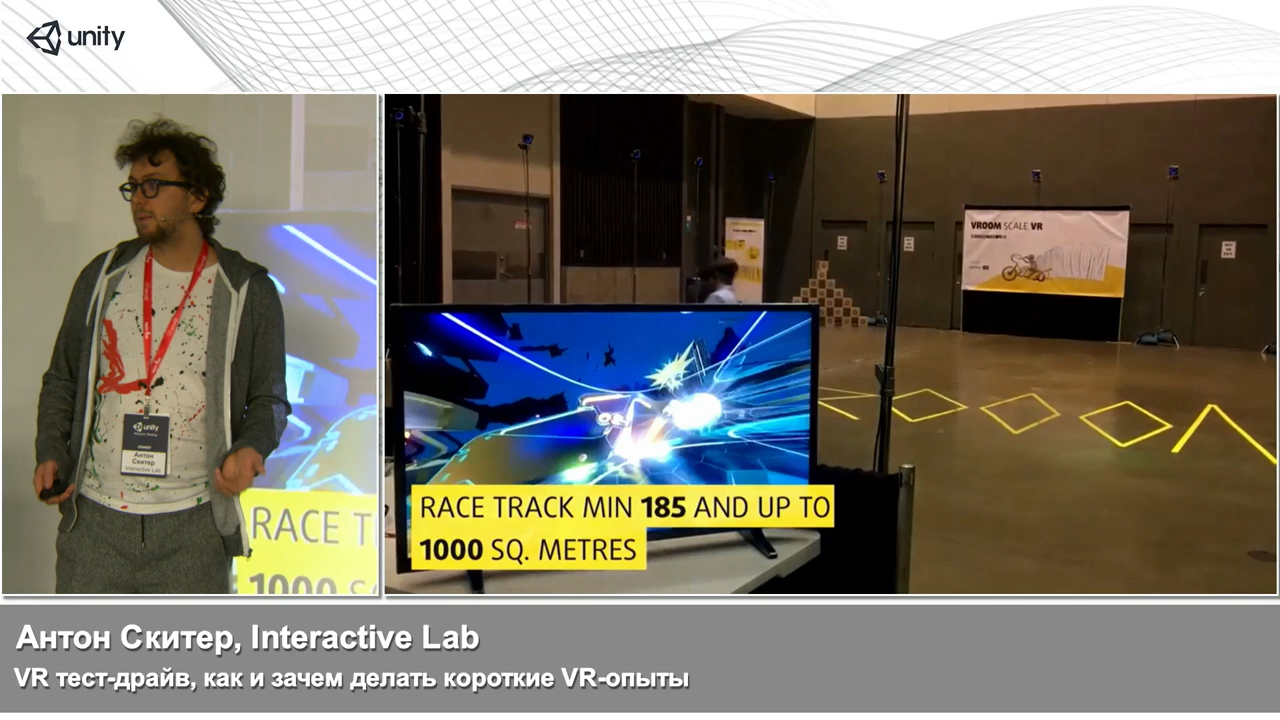 unity
VROOM SCALE VR
unity
Антон
Скитер
Interactive Lab
RACE T
1000 S
RACE TRACK MIN 185 AND UP TO
1000 SQ. METRES
Антон Скитер, Interactive Lab
VR тест-драйв, как и зачем делать короткие VR-опыты